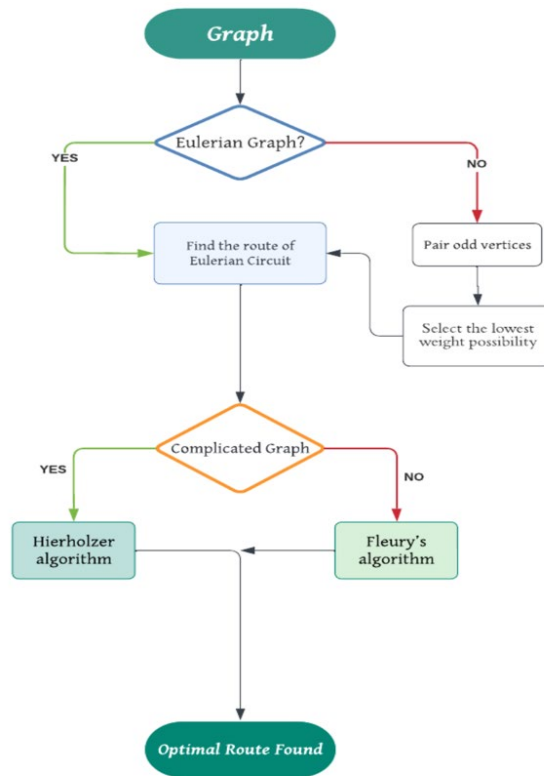 Graph
Eulerian Graph?
YES
NO
Find the route of
Eulerian Circuit
Pair odd vertices
Select the lowest
weight possibility
Complicated Graph
YES
NO
Hierholzer
algorithm
Fleury's
algorithm
Optimal Route Found